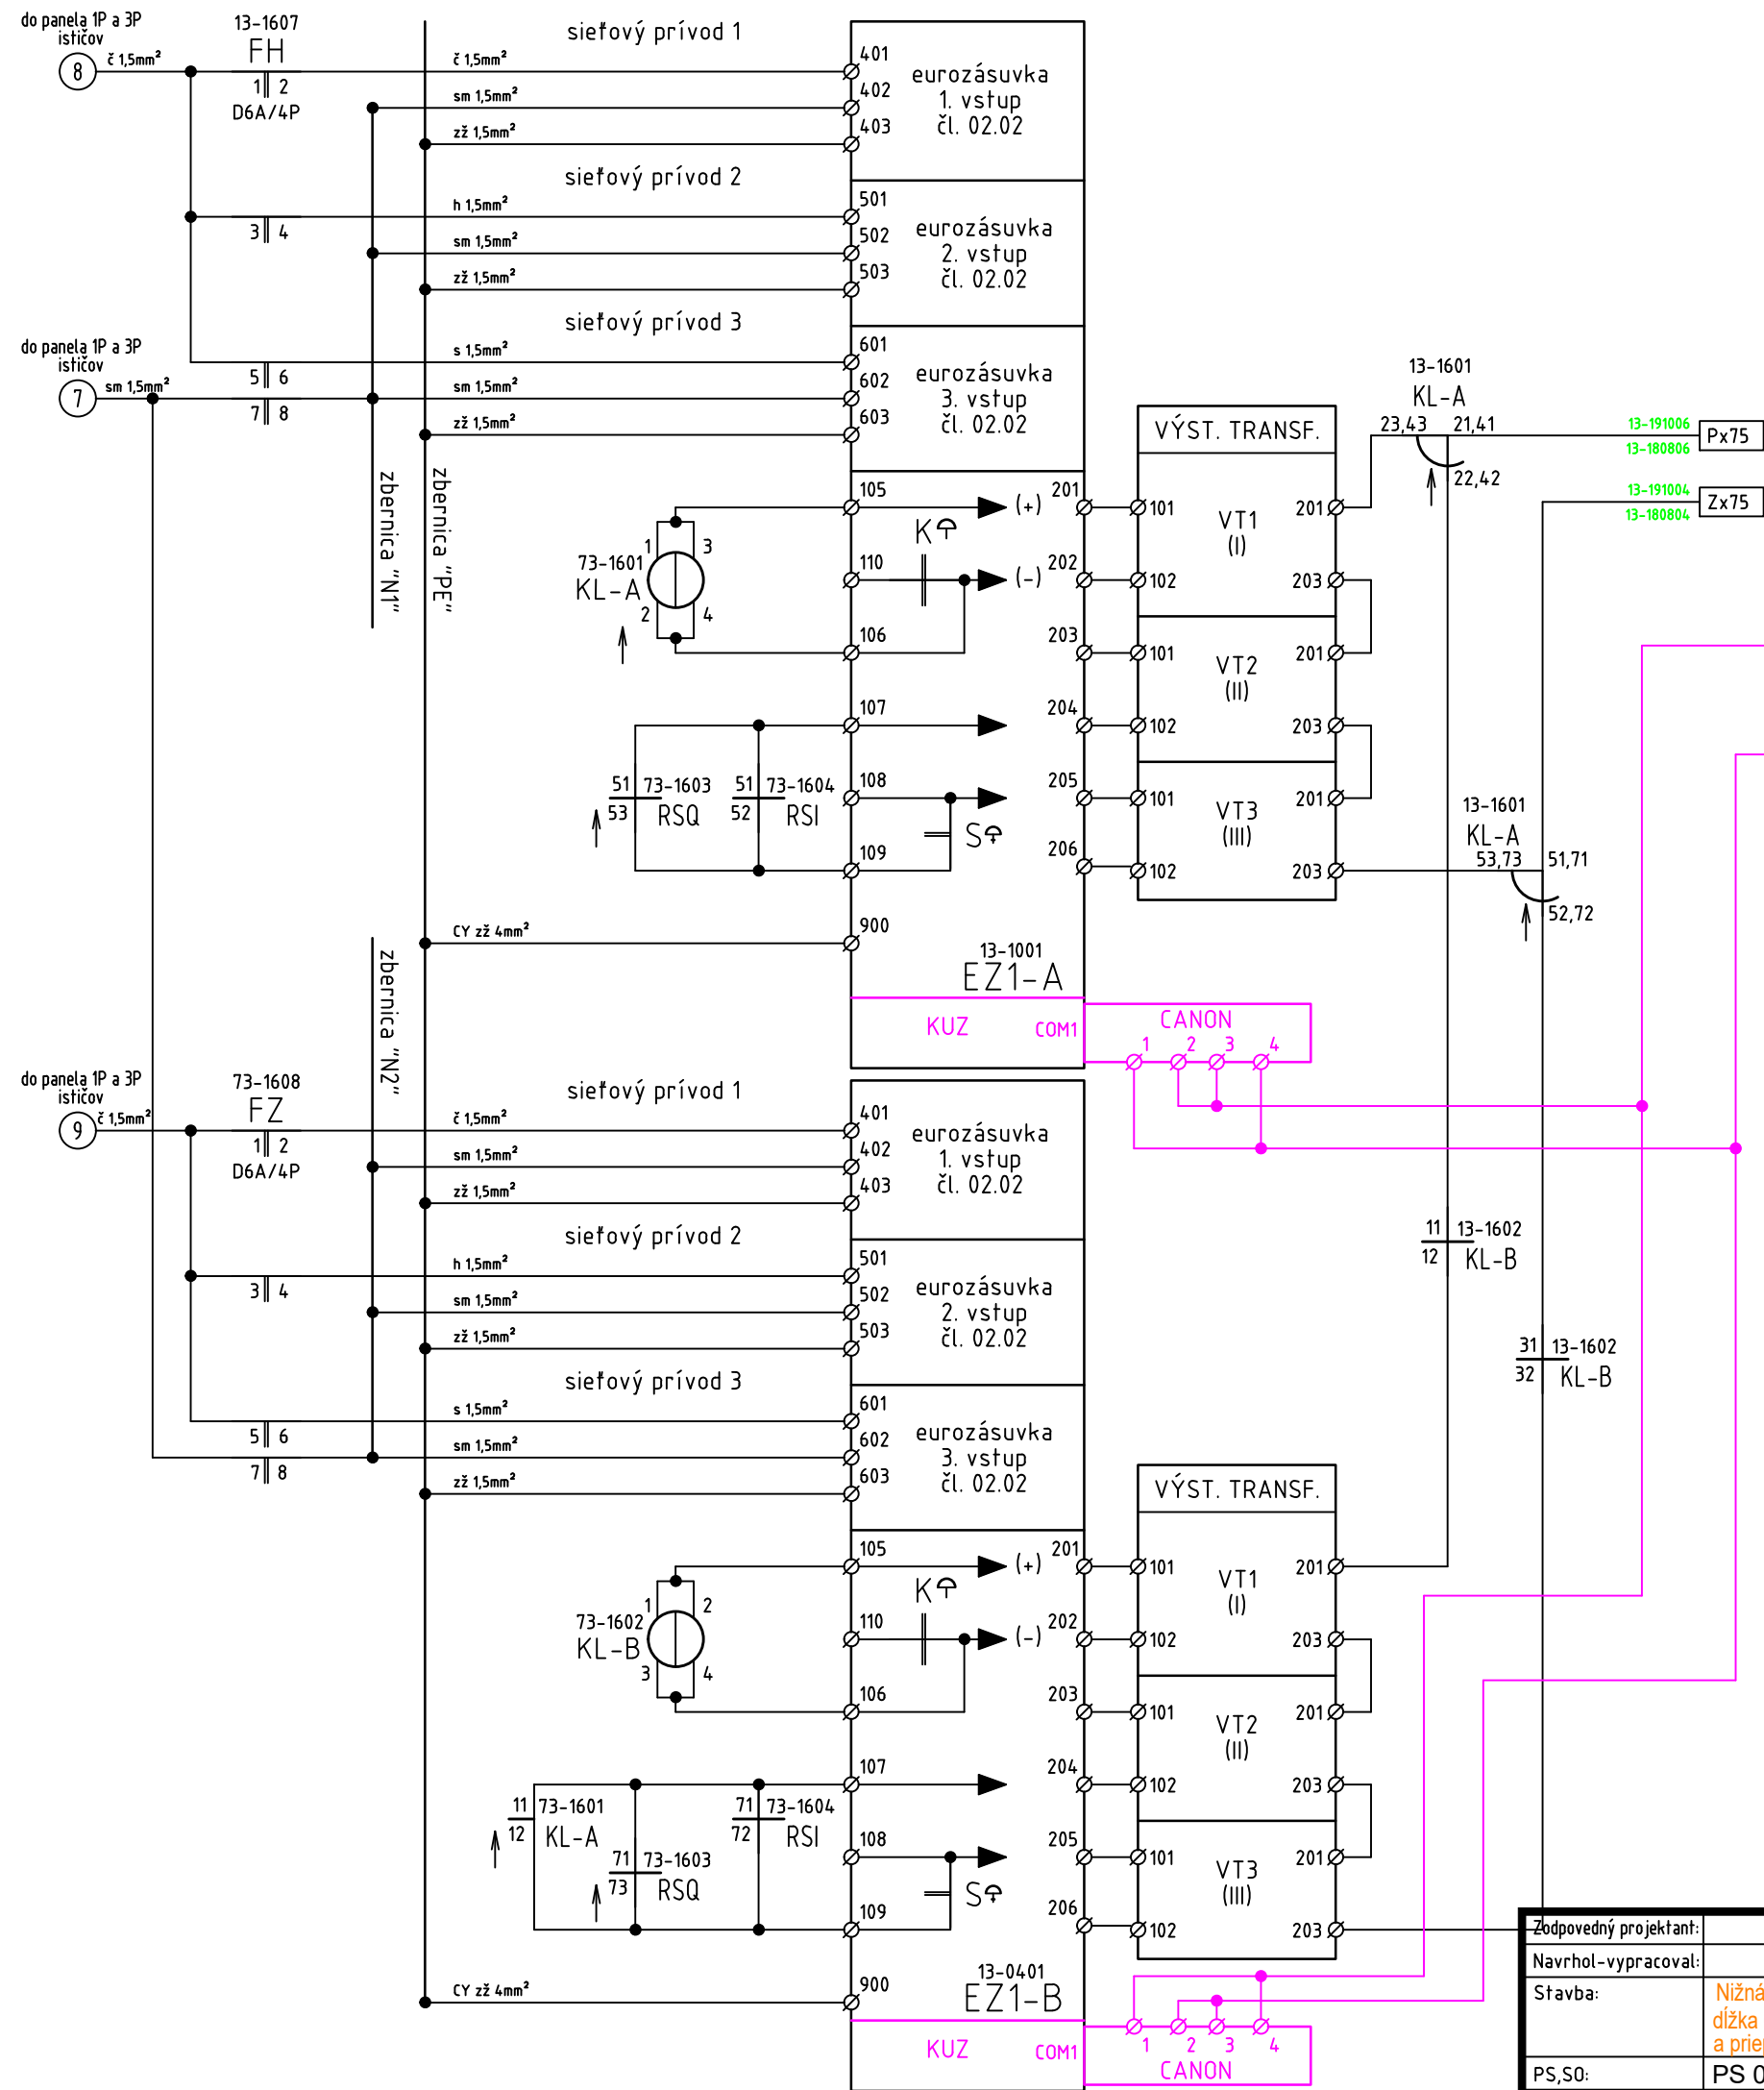 do panela 1P a 3P
ističov
8
č 1,5mm²
13-1607
FH
1 2
D6A/4P
3 4
5 6
do panela 1P a 3P
ističov
7
sm 1,5mm²
7 8
sieťový prívod 1
č 1,5mm²
sm 1,5mm²
zž 1,5mm²
sieťový prívod 2
h 1,5mm²
sm 1,5mm²
zž 1,5mm²
sieťový prívod 3
s 1,5mm²
sm 1,5mm²
zž 1,5mm²
zbernica "N1"
zbernica "PE"
401
402
403
eurozásuvka
1. vstup
čl. 02.02
501
502
503
eurozásuvka
2. vstup
čl. 02.02
601
602
603
eurozásuvka
3. vstup
čl. 02.02
105
110
106
107
108
109
900
(+)
K
(-)
S
201
202
203
204
205
206
73-1601
KL-A
1 3
2 4
51
53
73-1603
RSQ
51
52
73-1604
RSI
CY zž 4mm²
13-1001
EZ1-A
KUZ
COM1
CANON
1 2 3 4
VÝST. TRANSF.
101
VT1
(I)
201
102
203
101
VT2
(II)
201
102
203
101
VT3
(III)
201
102
203
13-1601
KL-A
23,43
21,41
22,42
13-191006
13-180806
Px75
13-191004
13-180804
Zx75
13-1601
KL-A
53,73
51,71
52,72
11
12
13-1602
KL-B
31
32
13-1602
KL-B
zbernica "N2"
do panela 1P a 3P
ističov
9
č 1,5mm²
73-1608
FZ
1 2
D6A/4P
3 4
5 6
7 8
sieťový prívod 1
č 1,5mm²
sm 1,5mm²
zž 1,5mm²
sieťový prívod 2
h 1,5mm²
sm 1,5mm²
zž 1,5mm²
sieťový prívod 3
s 1,5mm²
sm 1,5mm²
zž 1,5mm²
401
402
403
eurozásuvka
1. vstup
čl. 02.02
501
502
503
eurozásuvka
2. vstup
čl. 02.02
601
602
603
eurozásuvka
3. vstup
čl. 02.02
105
110
106
107
108
109
900
(+)
K
(-)
S
201
202
203
204
205
206
73-1602
KL-B
1 2
3 4
11
12
73-1601
KL-A
71
73
73-1603
RSQ
71
72
73-1604
RSI
CY zž 4mm²
13-0401
EZ1-B
KUZ
COM1
1 2 3 4
CANON
VÝST. TRANSF.
101
VT1
(I)
201
102
203
101
VT2
(II)
201
102
203
101
VT3
(III)
201
102
203
Zodpovedný projektant:
Navrhol-vypracoval:
Stavba:
Nižná
dĺžka
a prie
PS,SO:
PS 0